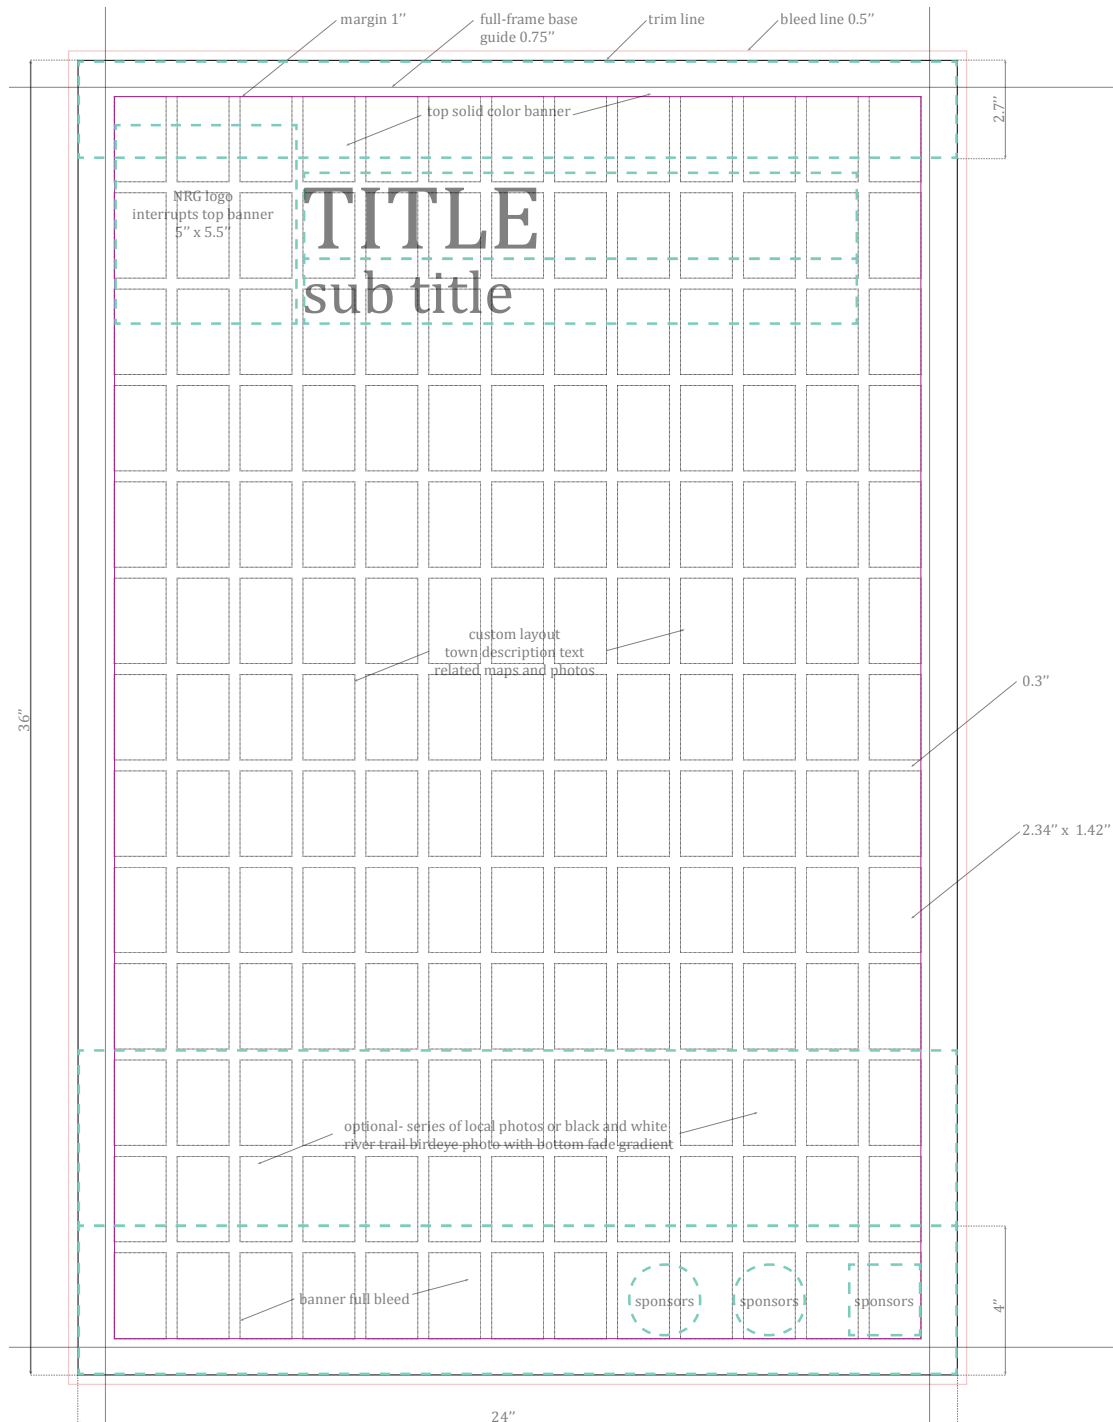 margin 1’’
full-frame base
guide 0.75’’
trim line
bleed line 0.5’’
2.7’’
top solid color banner
NRG logo
interrupts top banner
5’’ x 5.5’’
TITLE
sub title
custom layout
town description text
related maps and photos
0.3’’
36’’
2.34’’ x 1.42’’
optional- series of local photos or black and white
river trail birdeye photo with bottom fade gradient
banner full bleed
sponsors
sponsors
sponsors
4’’
24’’